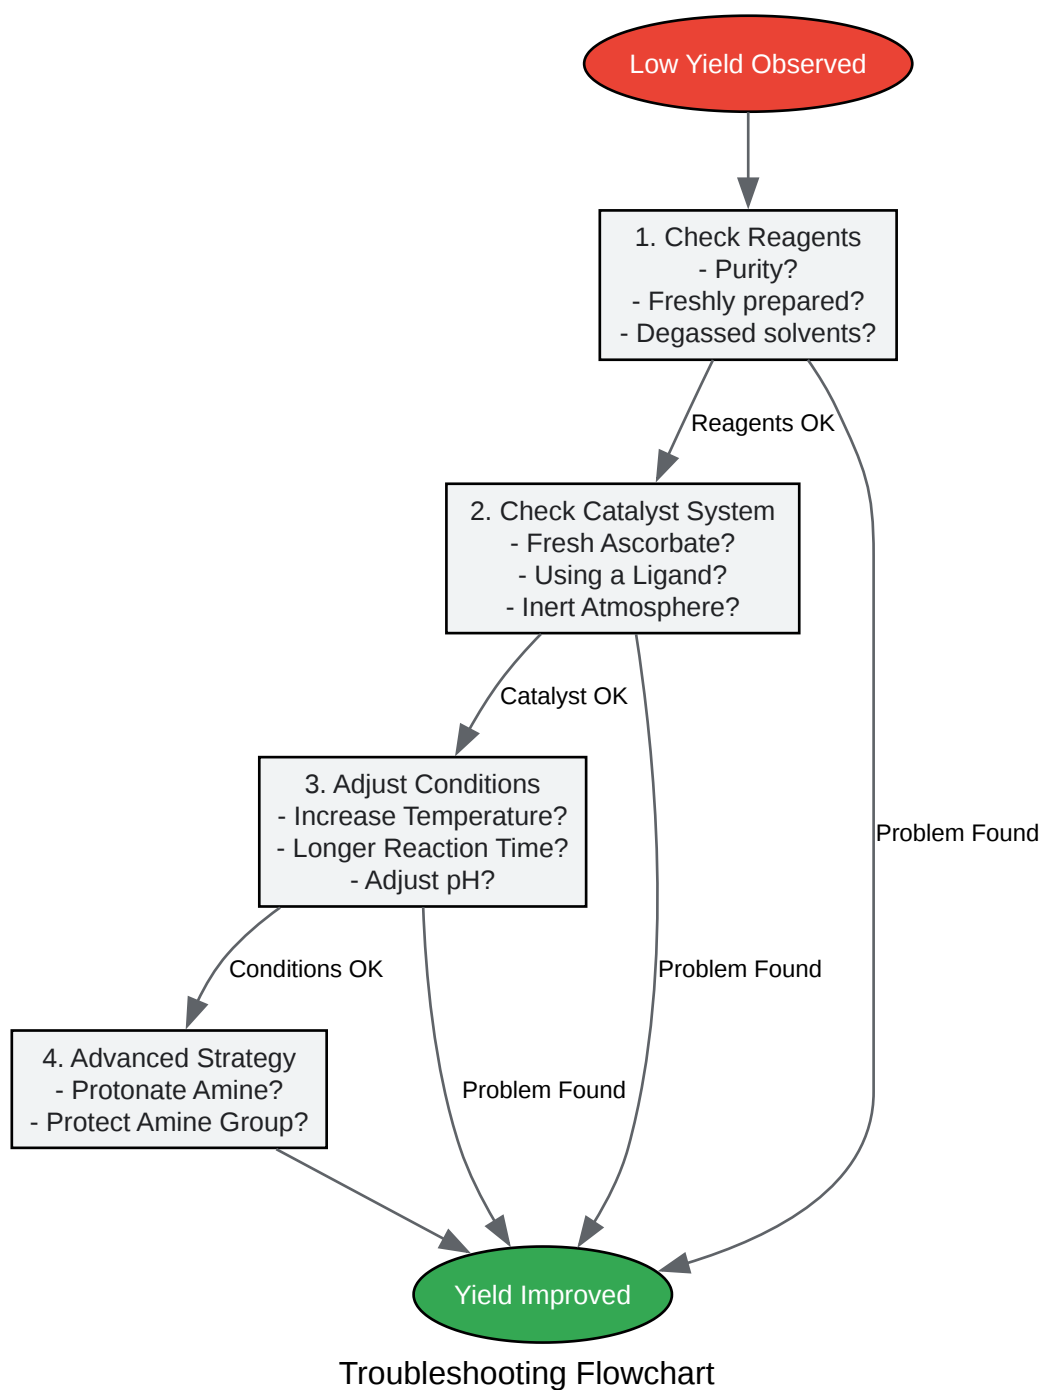 Low Yield Observed
1. Check Reagents
- Purity?
- Freshly prepared?
- Degassed solvents?
Reagents OK
2. Check Catalyst System
- Fresh Ascorbate?
- Using a Ligand?
- Inert Atmosphere?
Catalyst OK
3. Adjust Conditions
- Increase Temperature?
- Longer Reaction Time?
- Adjust pH?
Problem Found
Conditions OK
Problem Found
4. Advanced Strategy
- Protonate Amine?
- Protect Amine Group?
Problem Found
Yield Improved
Troubleshooting Flowchart